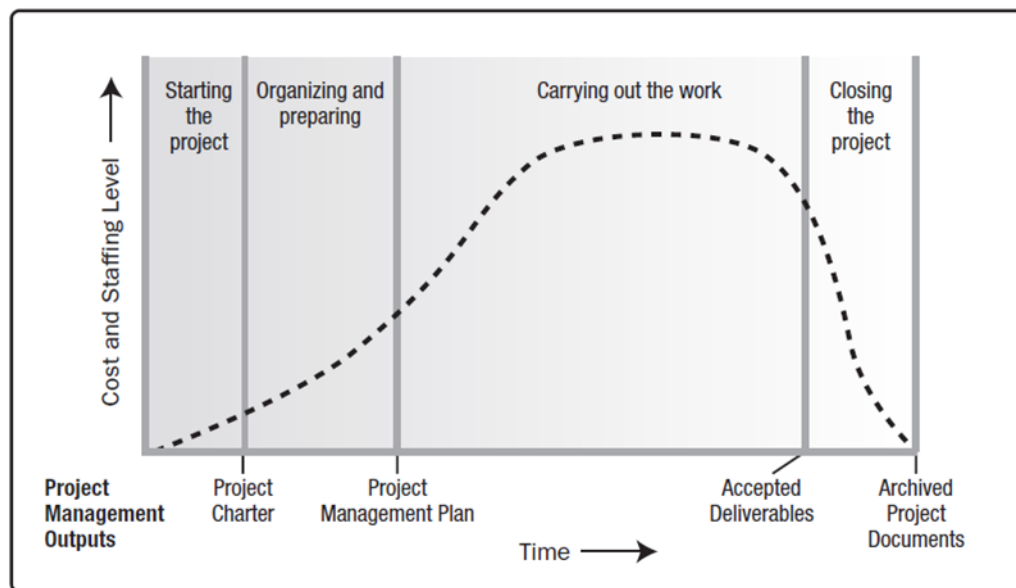 Starting
the
project
Organizing and
preparing
Carrying out the work
Closing
the
project
Cost and Staffing Level
Project
Management
Outputs
Project
Charter
Project
Management Plan
Accepted
Deliverables
Archived
Project
Documents
Time